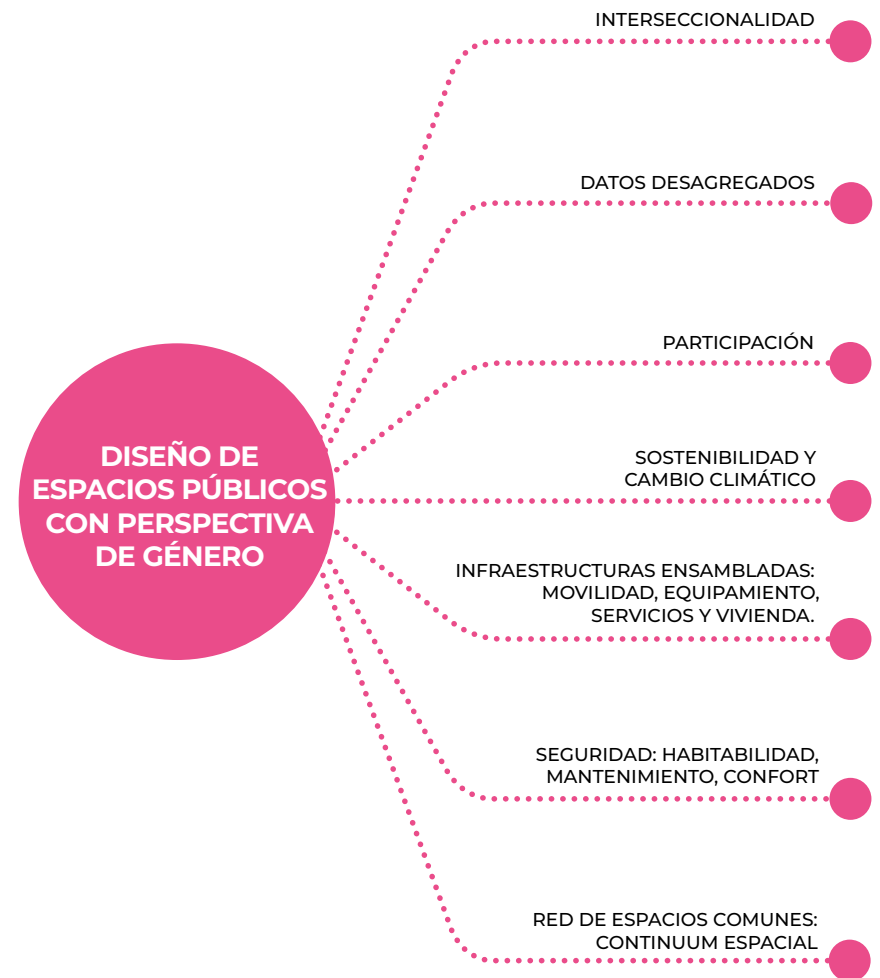 INTERSECCIONALIDAD
DATOS DESAGREGADOS
PARTICIPACIÓN
DISEÑO DE
ESPACIOS PÚBLICOS
CON PERSPECTIVA
DE GÉNERO
SOSTENIBILIDAD Y
CAMBIO CLIMÁTICO
INFRAESTRUCTURAS ENSAMBLADAS:
MOVILIDAD, EQUIPAMIENTO,
SERVICIOS Y VIVIENDA.
SEGURIDAD: HABITABILIDAD,
MANTENIMIENTO, CONFORT
RED DE ESPACIOS COMUNES:
CONTINUUM ESPACIAL